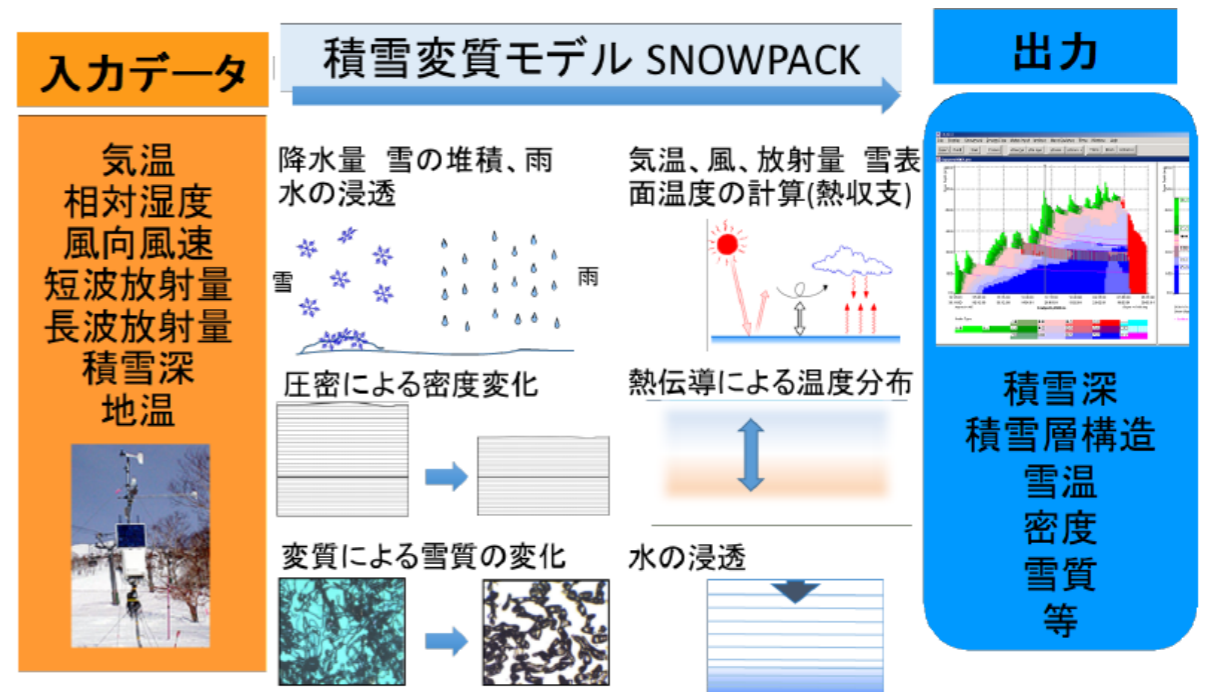 入力データ
積雪変質モデル SNOWPACK
出力
気温
相対湿度
風向風速
短波放射量
長波放射量
積雪深
地温
降水量　雪の堆積、雨
水の浸透
雪
雨
圧密による密度変化
変質による雪質の変化
気温、風、放射量　雪表
面温度の計算(熱収支)
熱伝導による温度分布
水の浸透
積雪深
積雪層構造
雪温
密度
雪質
等